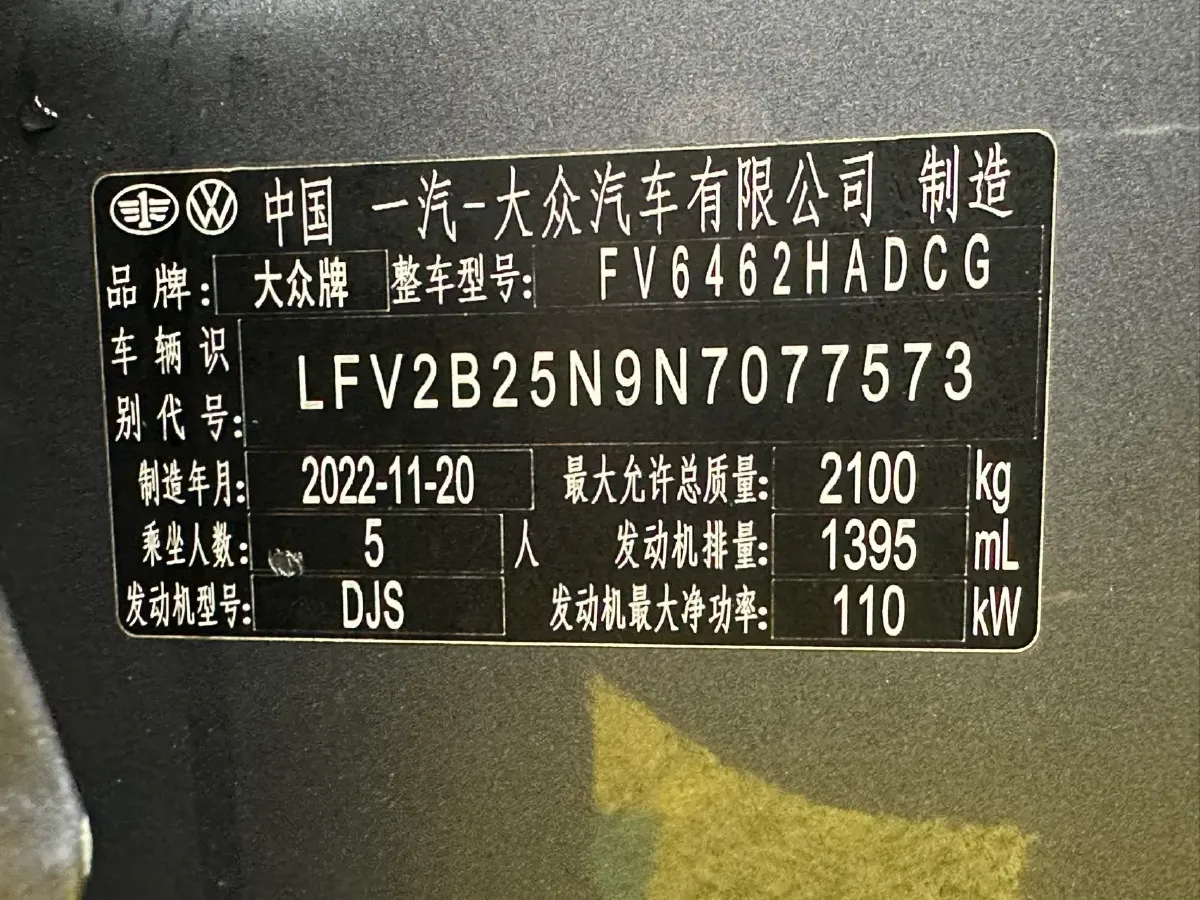 中国 一汽-大众汽车有限公司 制造
品牌: 大众牌 整车型号: FV6462HADCG
车辆识别代号: LFV2B25N9N7077573
制造年月: 2022-11-20 最大允许总质量: 2100 kg
乘坐人数: 5 人 发动机排量: 1395 mL
发动机型号: DJS 发动机最大净功率: 110 kW